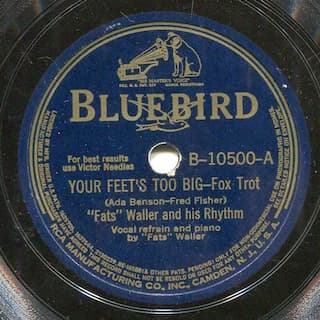 "HIS MASTER'S VOICE"
BLUEBIRD
For best results
use Victor Needles
B-10500-A
YOUR FEET'S TOO BIG—Fox Trot
(Ada Benson-Fred Fisher)
"Fats" Waller and his Rhythm
Vocal refrain and piano
by "Fats" Waller
RCA MANUFACTURING CO., INC., CAMDEN, N. J., U. S. A.